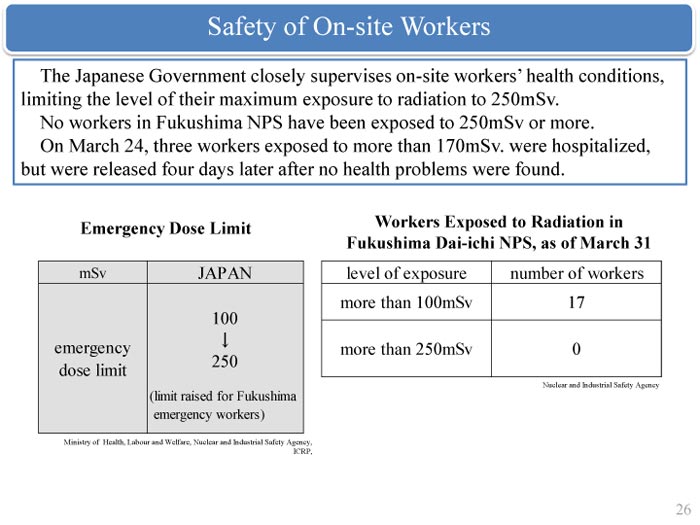 Safety of On-site Workers
The Japanese Government closely supervises on-site workers’ health conditions,
limiting the level of their maximum exposure to radiation to 250mSv.
No workers in Fukushima NPS have been exposed to 250mSv or more.
On March 24, three workers exposed to more than 170mSv. were hospitalized,
but were released four days later after no health problems were found.
Emergency Dose Limit
mSv JAPAN
emergency
dose limit
100
↓
250
(limit raised for Fukushima
emergency workers)
Ministry of Health, Labour and Welfare, Nuclear and Industrial Safety Agency,
ICRP,
Workers Exposed to Radiation in
Fukushima Dai-ichi NPS, as of March 31
level of exposure number of workers
more than 100mSv 17
more than 250mSv 0
Nuclear and Industrial Safety Agency
26